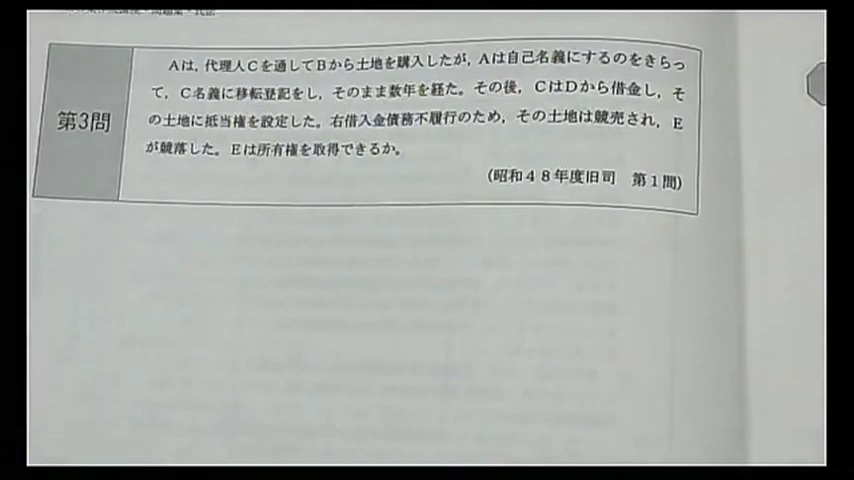 第3問
Aは，代理人Cを通してBから土地を購入したが，Aは自己名義にするのをきらっ
て，C名義に移転登記をし，そのまま数年を経た。その後，CはDから借金し，そ
の土地に抵当権を設定した。右借入金債務不履行のため，その土地は競売され，E
が競落した。Eは所有権を取得できるか。
(昭和48年度旧司　第1問)